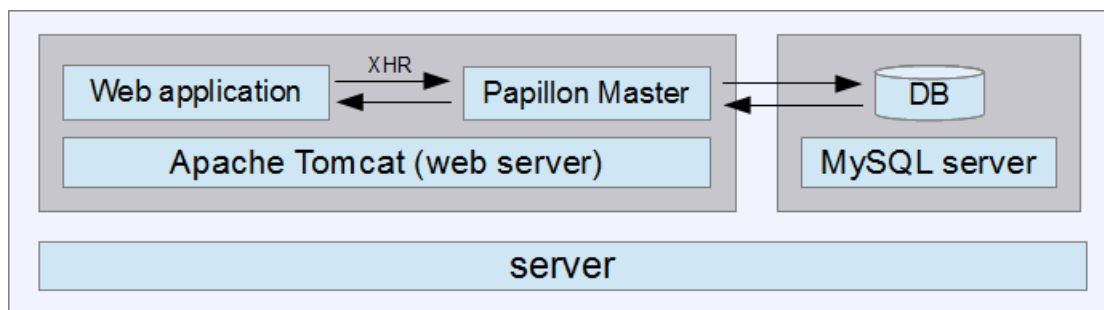 XHR
Web application
Papillon Master
DB
Apache Tomcat (web server)
MySQL server
server